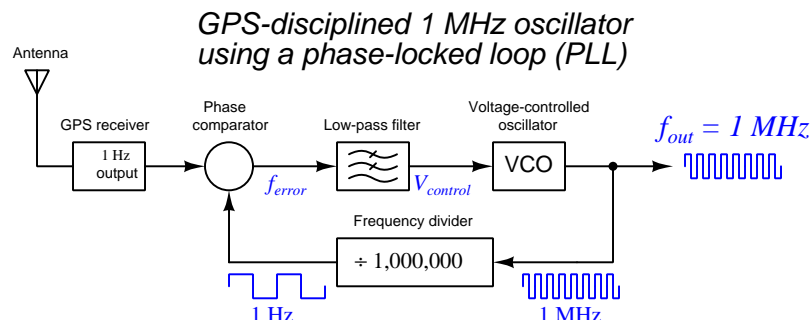 GPS-disciplined 1 MHz oscillator
using a phase-locked loop (PLL)
Antenna
GPS receiver
1 Hz
output
Phase
comparator
f_error
Low-pass filter
V_control
Voltage-controlled
oscillator
VCO
f_out = 1 MHz
Frequency divider
÷ 1,000,000
1 Hz
1 MHz